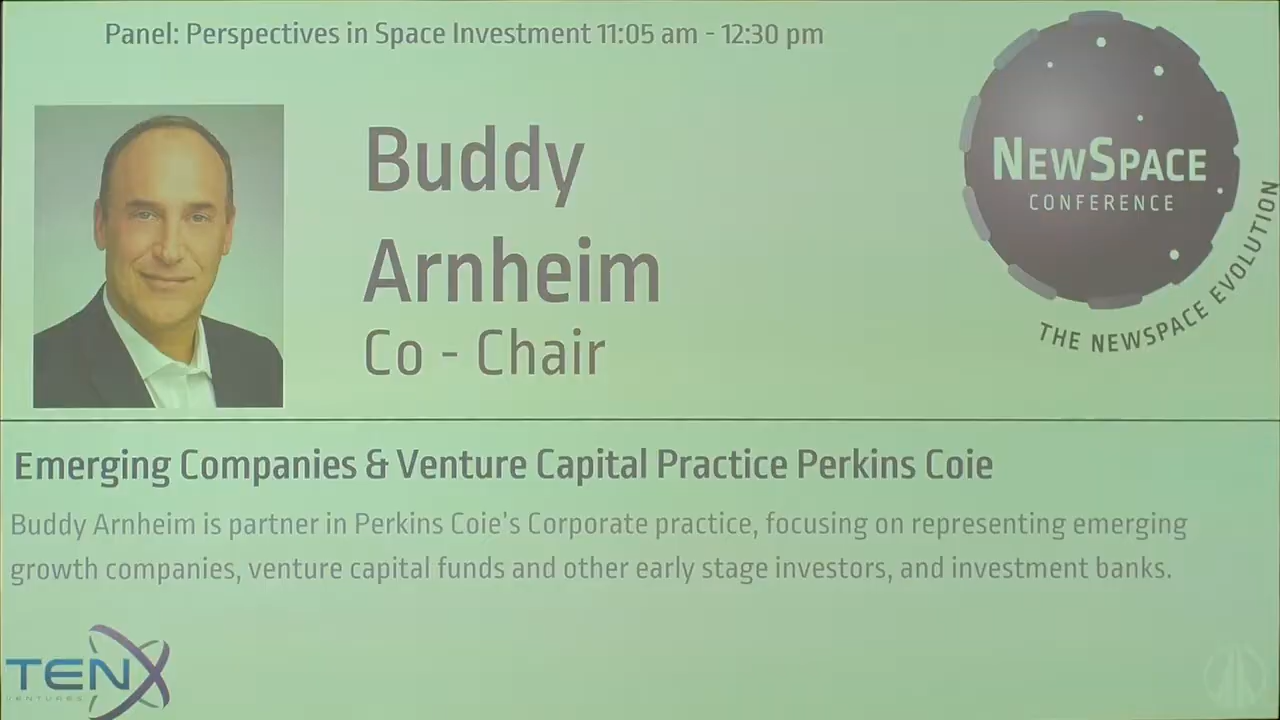 Panel: Perspectives in Space Investment 11:05 am - 12:30 pm
Buddy
Arnheim
Co - Chair
NEWSPACE
CONFERENCE
THE NEWSPACE EVOLUTION
Emerging Companies & Venture Capital Practice Perkins Coie
Buddy Arnheim is partner in Perkins Coie's Corporate practice, focusing on representing emerging
growth companies, venture capital funds and other early stage investors, and investment banks.
TENX
VENTURES